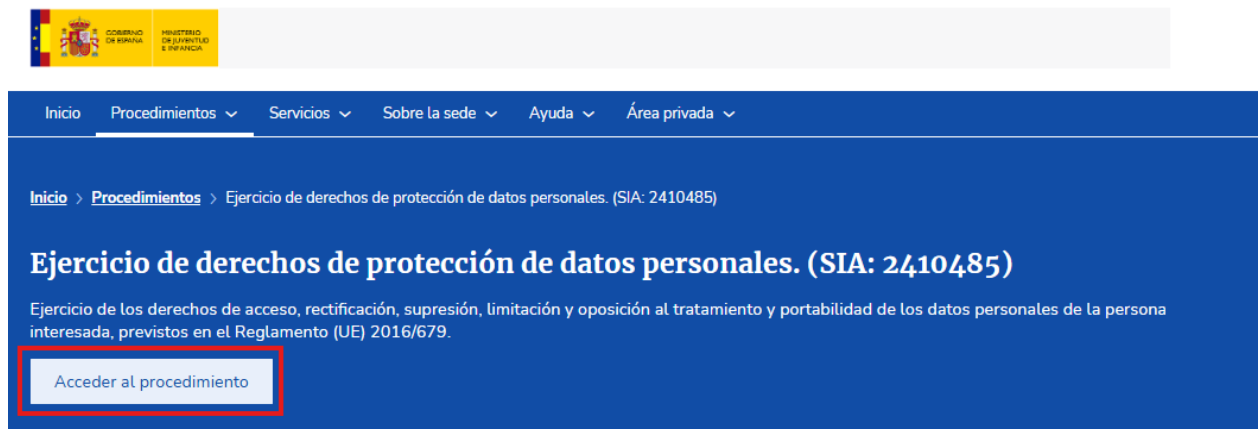 GOBIERNO
DE ESPAÑA
MINISTERIO
DE JUVENTUD
E INFANCIA
Inicio Procedimientos Servicios Sobre la sede Ayuda Área privada
Inicio > Procedimientos > Ejercicio de derechos de protección de datos personales. (SIA: 2410485)
Ejercicio de derechos de protección de datos personales. (SIA: 2410485)
Ejercicio de los derechos de acceso, rectificación, supresión, limitación y oposición al tratamiento y portabilidad de los datos personales de la persona
interesada, previstos en el Reglamento (UE) 2016/679.
Acceder al procedimiento